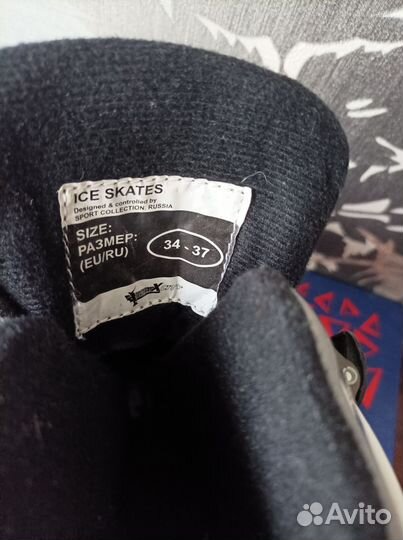 ICE SKATES
Designed & controlled by
SPORT COLLECTION, RUSSIA
SIZE:
РАЗМЕР:
(EU/RU)
34 - 37
Avito